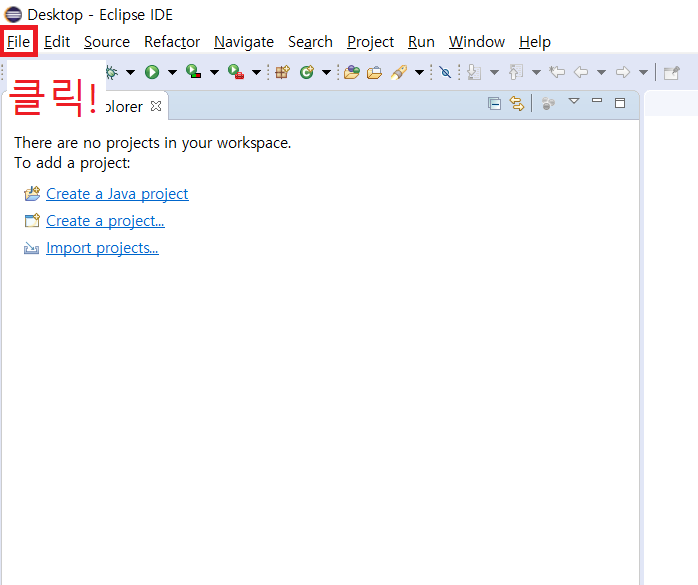 Desktop - Eclipse IDE
File Edit Source Refactor Navigate Search Project Run Window Help
클릭!
plorer
There are no projects in your workspace.
To add a project:
Create a Java project
Create a project...
Import projects...